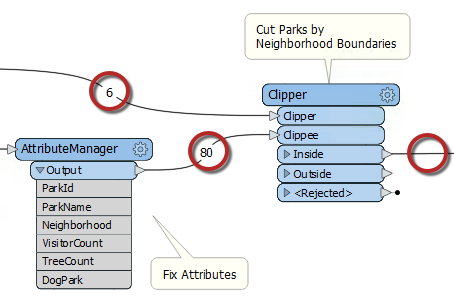 Cut Parks by
Neighborhood Boundaries
6
Clipper
Clipper
Clippee
Inside
Outside
<Rejected>
80
AttributeManager
Output
ParkId
ParkName
Neighborhood
VisitorCount
TreeCount
DogPark
Fix Attributes